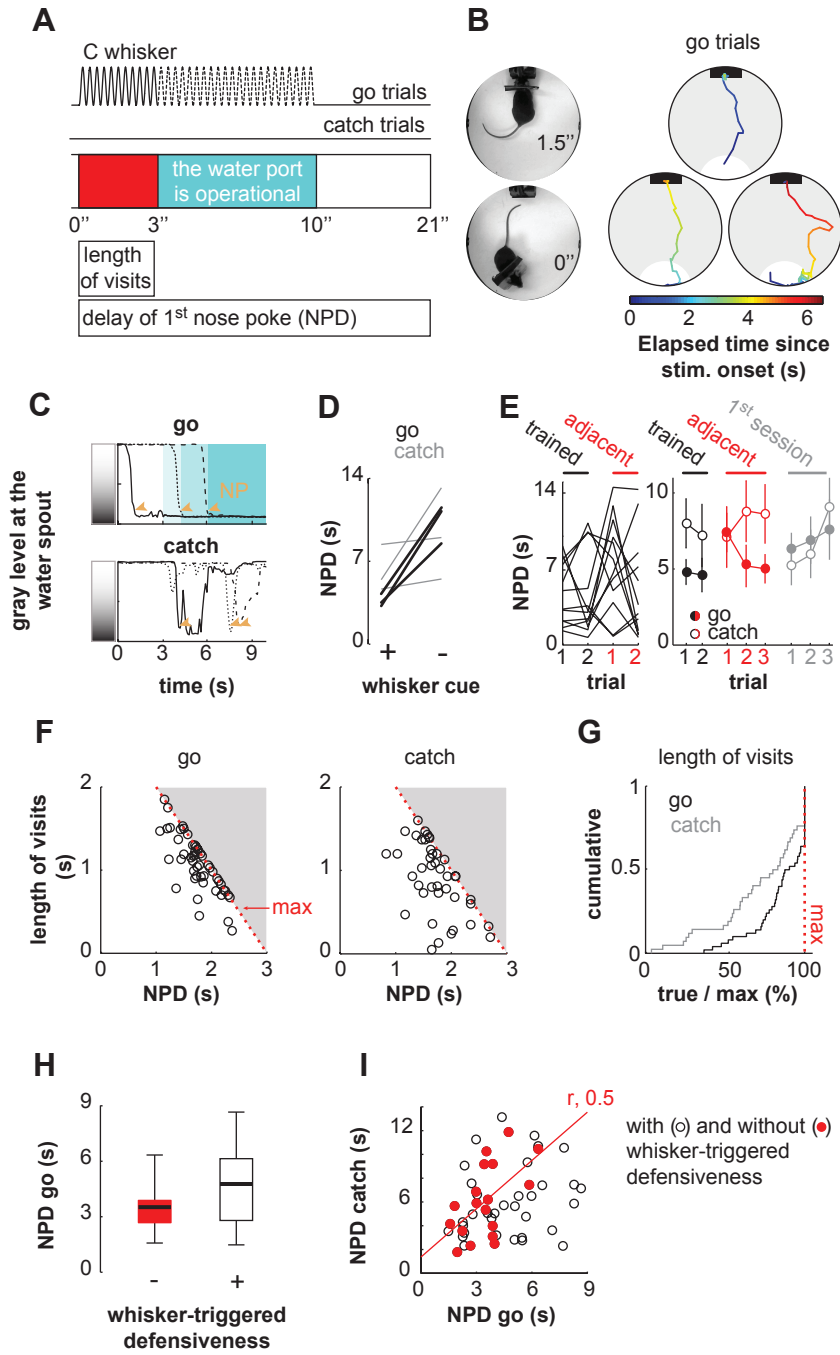 A
C whisker
go trials
catch trials
the water port
is operational
0'' 3'' 10'' 21''
length
of visits
delay of 1st nose poke (NPD)
B
go trials
1.5''
0''
0 2 4 6
Elapsed time since
stim. onset (s)
C
go
NP
catch
gray level at the
water spout
0 3 6 9
time (s)
D
go
catch
14
7
0
NPD (s)
+ -
whisker cue
E
trained
adjacent
14
7
0
NPD (s)
1 2 1 2
trial
trained
adjacent
1st session
10
5
0
go
catch
1 2 1 2 3 1 2 3
trial
F
go
2
1
0
length of visits
(s)
max
0 1 2 3
NPD (s)
catch
2
1
0
0 1 2 3
NPD (s)
G
length of visits
go
catch
1
0.5
0
cumulative
max
0 50 100
true / max (%)
H
9
6
3
0
NPD go (s)
- +
whisker-triggered
defensiveness
I
r, 0.5
12
8
4
0
NPD catch (s)
0 3 6 9
NPD go (s)
with (○) and without (●)
whisker-triggered
defensiveness